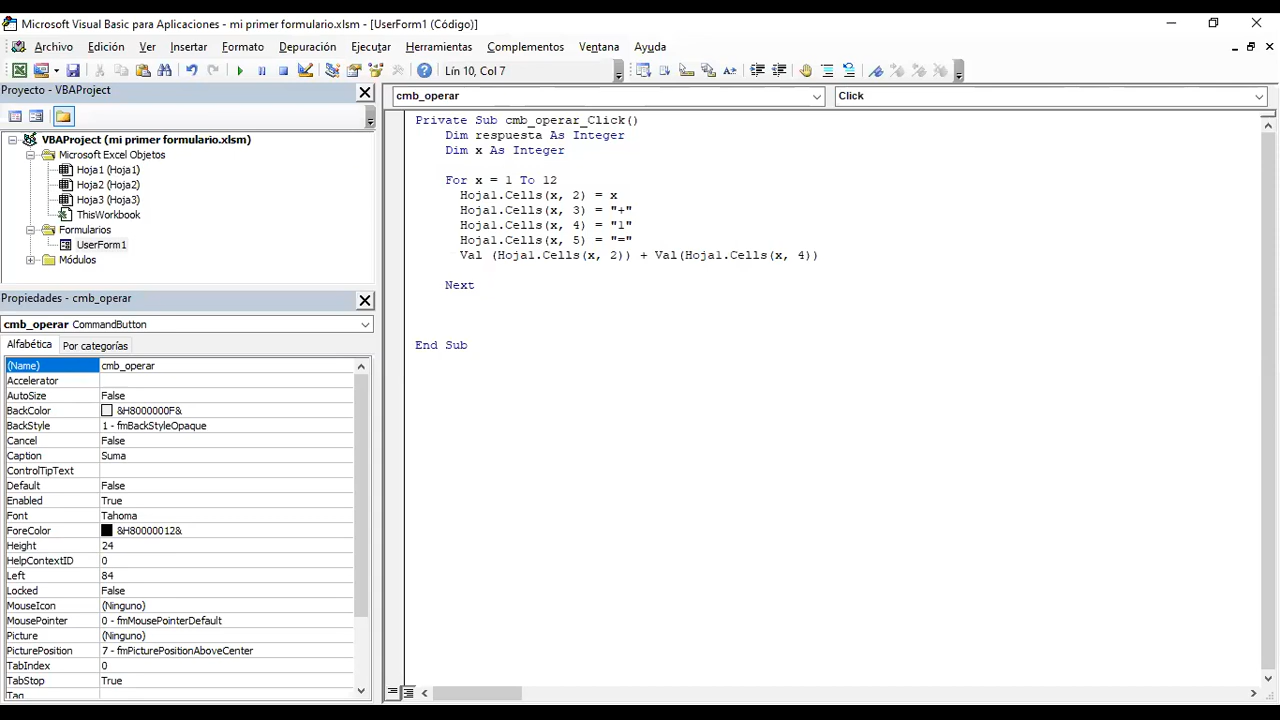 Microsoft Visual Basic para Aplicaciones - mi primer formulario.xlsm - [UserForm1 (Código)]
Archivo Edición Ver Insertar Formato Depuración Ejecutar Herramientas Complementos Ventana Ayuda
Lín 10, Col 7
Proyecto - VBAProject
VBAProject (mi primer formulario.xlsm)
Microsoft Excel Objetos
Hoja1 (Hoja1)
Hoja2 (Hoja2)
Hoja3 (Hoja3)
ThisWorkbook
Formularios
UserForm1
Módulos
Propiedades - cmb_operar
cmb_operar CommandButton
Alfabética Por categorías
(Name) cmb_operar
Accelerator
AutoSize False
BackColor &H8000000F&
BackStyle 1 - fmBackStyleOpaque
Cancel False
Caption Suma
ControlTipText
Default False
Enabled True
Font Tahoma
ForeColor &H80000012&
Height 24
HelpContextID 0
Left 84
Locked False
MouseIcon (Ninguno)
MousePointer 0 - fmMousePointerDefault
Picture (Ninguno)
PicturePosition 7 - fmPicturePositionAboveCenter
TabIndex 0
TabStop True
Tag
cmb_operar Click
Private Sub cmb_operar_Click()
Dim respuesta As Integer
Dim x As Integer
For x = 1 To 12
Hoja1.Cells(x, 2) = x
Hoja1.Cells(x, 3) = "+"
Hoja1.Cells(x, 4) = "1"
Hoja1.Cells(x, 5) = "="
Val (Hoja1.Cells(x, 2)) + Val(Hoja1.Cells(x, 4))
Next
End Sub